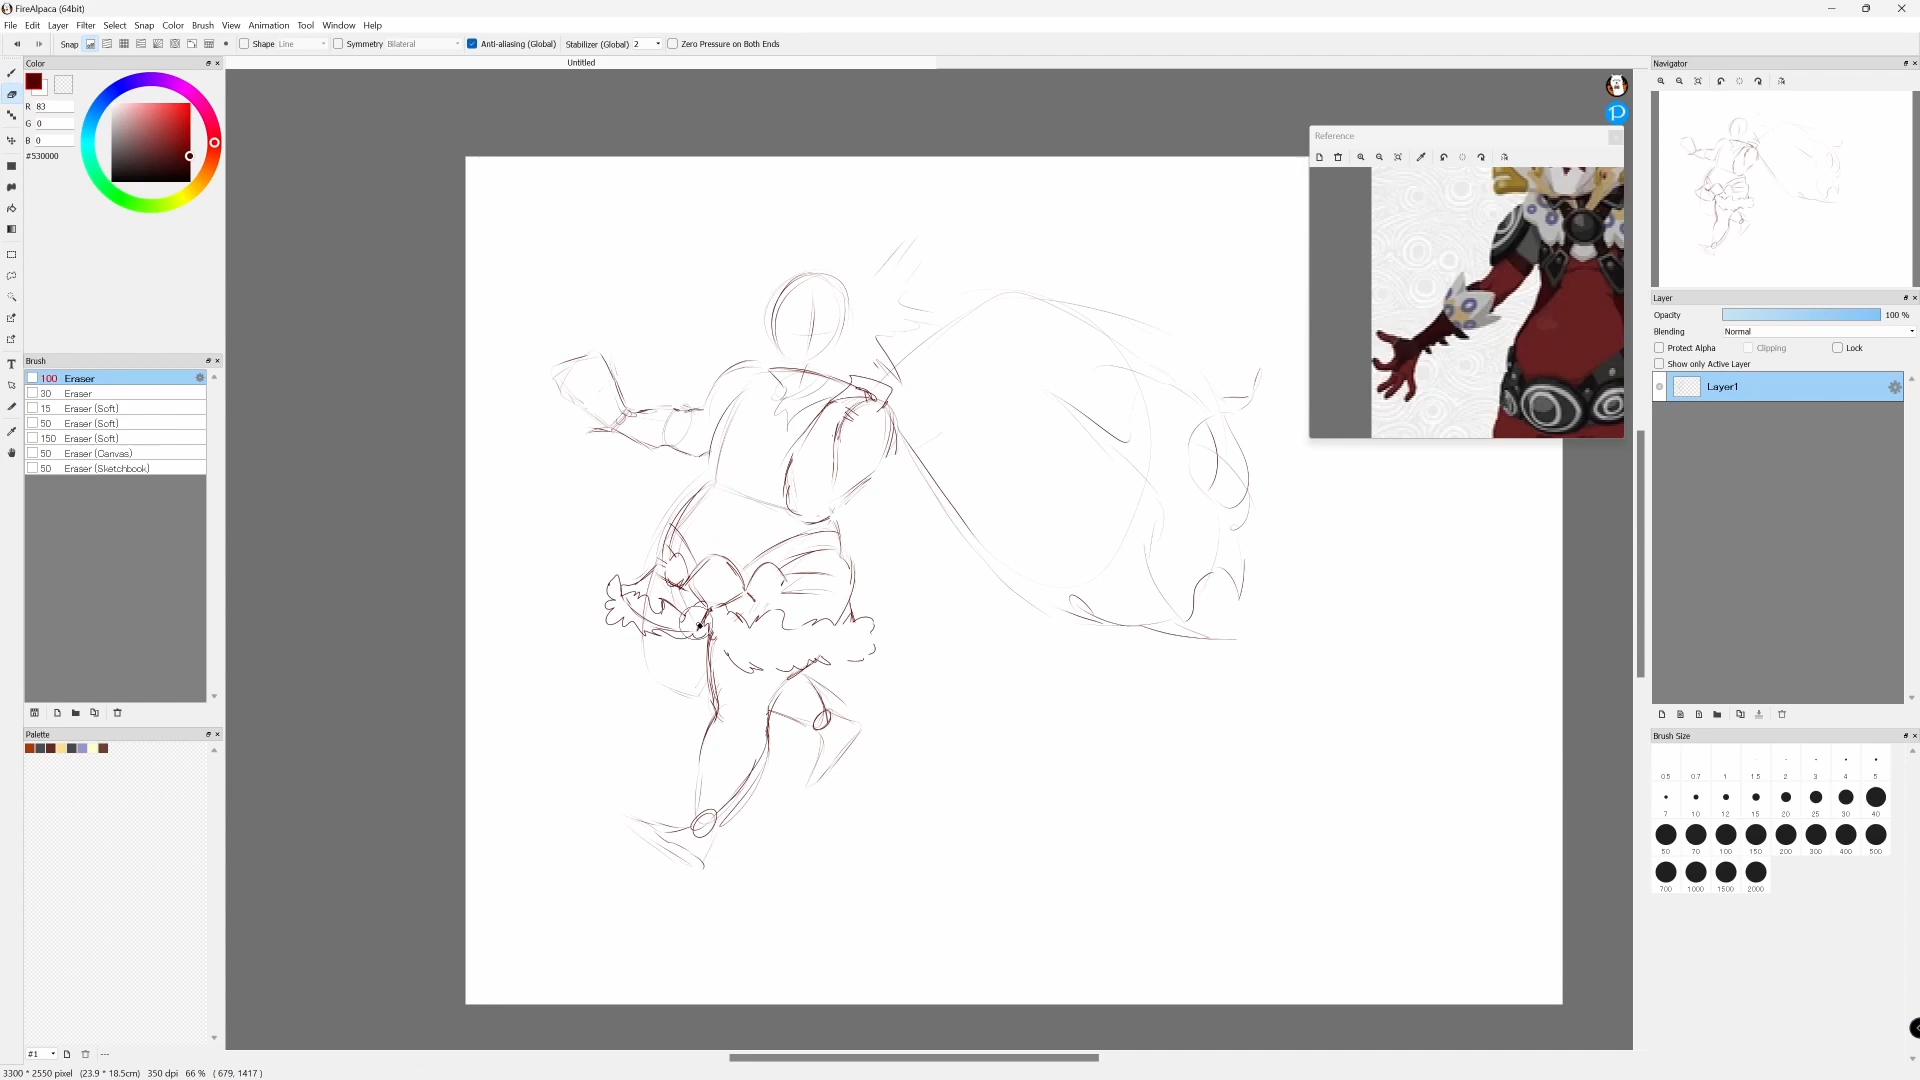 FireAlpaca (64bit)
File Edit Layer Filter Select Snap Color Brush View Animation Tool Window Help
Snap Shape Line Symmetry Bilateral Anti-aliasing (Global) Stabilizer (Global) 2 Zero Pressure on Both Ends
Color
Untitled
Navigator
R 83
G 0
B 0
#530000
Reference
Layer
Opacity 100 %
Blending Normal
Protect Alpha Clipping Lock
Show only Active Layer
Layer1
Brush
100 Eraser
30 Eraser
15 Eraser (Soft)
50 Eraser (Soft)
150 Eraser (Soft)
50 Eraser (Canvas)
50 Eraser (Sketchbook)
Palette
Brush Size
0.5 0.7 1 1.5 2 3 4 5
7 10 12 15 20 25 30 40
50 70 100 150 200 300 400 500
700 1000 1500 2000
#1 ---
3300 * 2550 pixel (23.9 * 18.5cm) 350 dpi 66 % ( 679, 1417 )